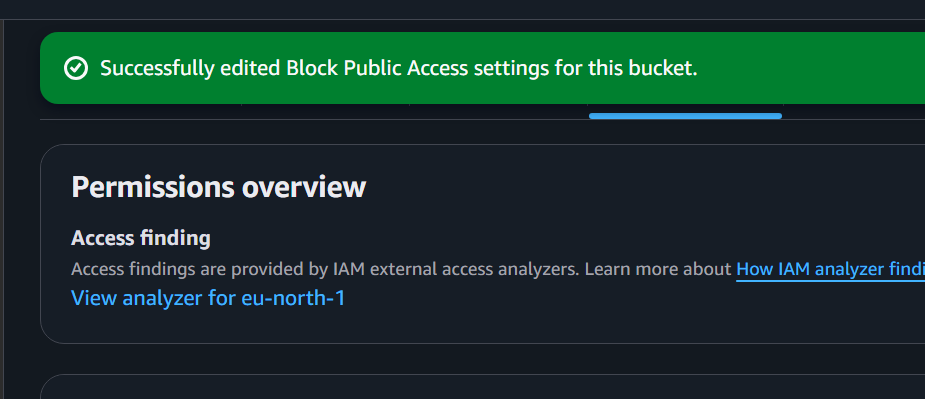 Successfully edited Block Public Access settings for this bucket.
Permissions overview
Access finding
Access findings are provided by IAM external access analyzers. Learn more about How IAM analyzer findi
View analyzer for eu-north-1